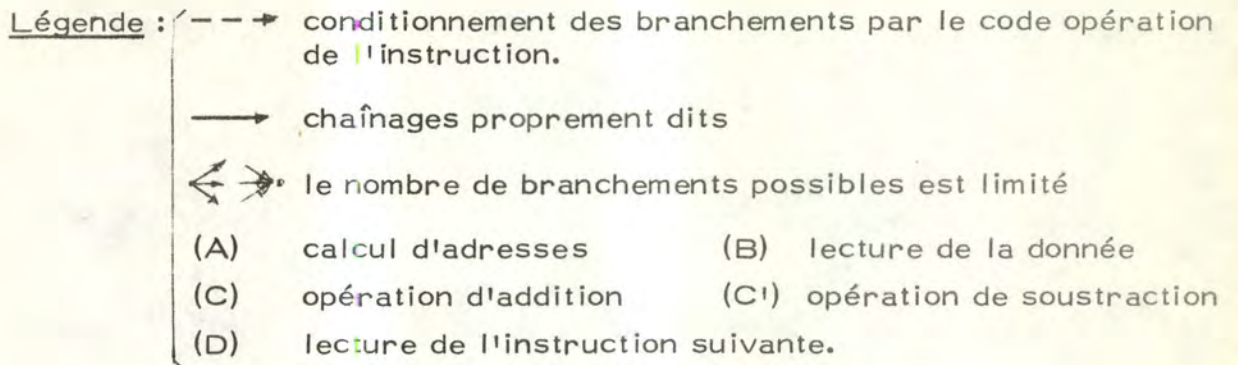 Légende : - - → conditionnement des branchements par le code opération
de l'instruction.
→ chaînages proprement dits
le nombre de branchements possibles est limité
(A) calcul d'adresses (B) lecture de la donnée
(C) opération d'addition (C') opération de soustraction
(D) lecture de l'instruction suivante.